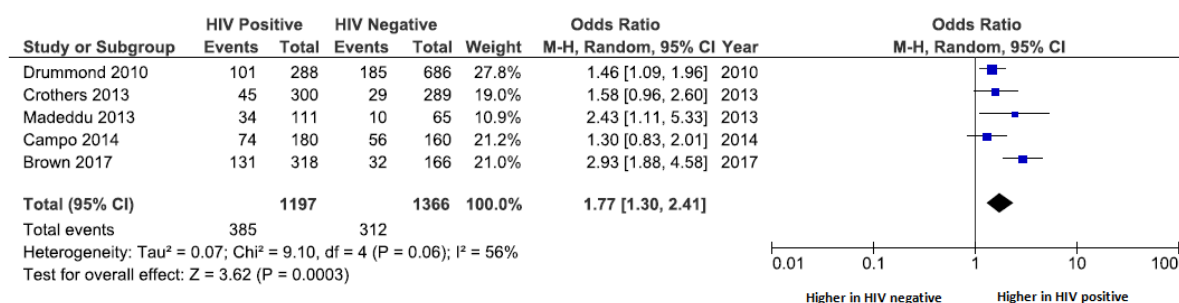 HIV Positive HIV Negative Odds Ratio Odds Ratio
Study or Subgroup Events Total Events Total Weight M-H, Random, 95% CI Year M-H, Random, 95% CI
Drummond 2010 101 288 185 686 27.8% 1.46 [1.09, 1.96] 2010
Crothers 2013 45 300 29 289 19.0% 1.58 [0.96, 2.60] 2013
Madeddu 2013 34 111 10 65 10.9% 2.43 [1.11, 5.33] 2013
Campo 2014 74 180 56 160 21.2% 1.30 [0.83, 2.01] 2014
Brown 2017 131 318 32 166 21.0% 2.93 [1.88, 4.58] 2017
Total (95% CI) 1197 1366 100.0% 1.77 [1.30, 2.41]
Total events 385 312
Heterogeneity: Tau² = 0.07; Chi² = 9.10, df = 4 (P = 0.06); I² = 56%
Test for overall effect: Z = 3.62 (P = 0.0003)
0.01 0.1 1 10 100
Higher in HIV negative Higher in HIV positive